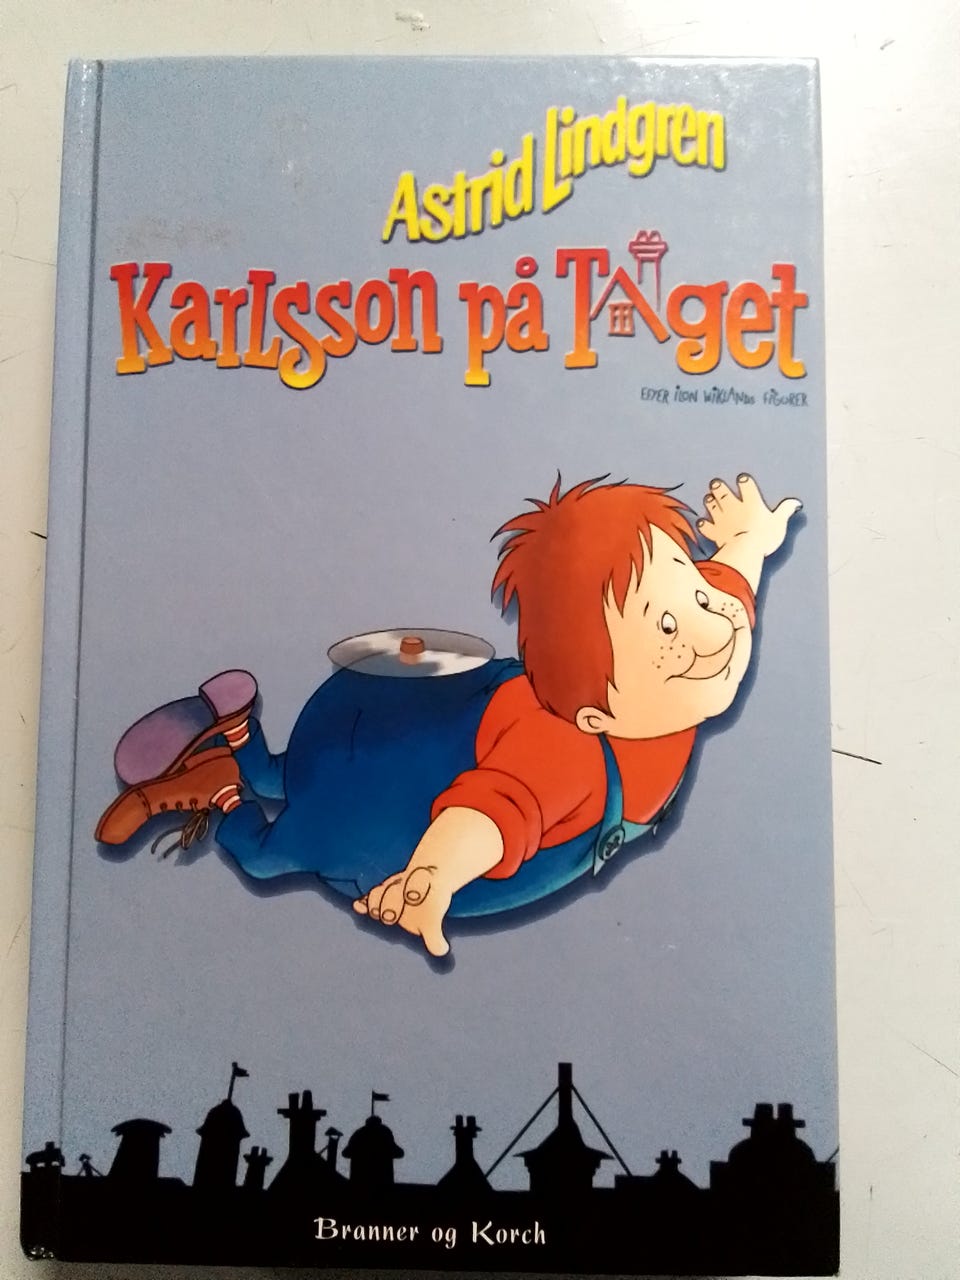 Astrid Lindgren
Karlsson på Taget
EFTER ILON WIKLANDS FIGURER
Branner og Korch